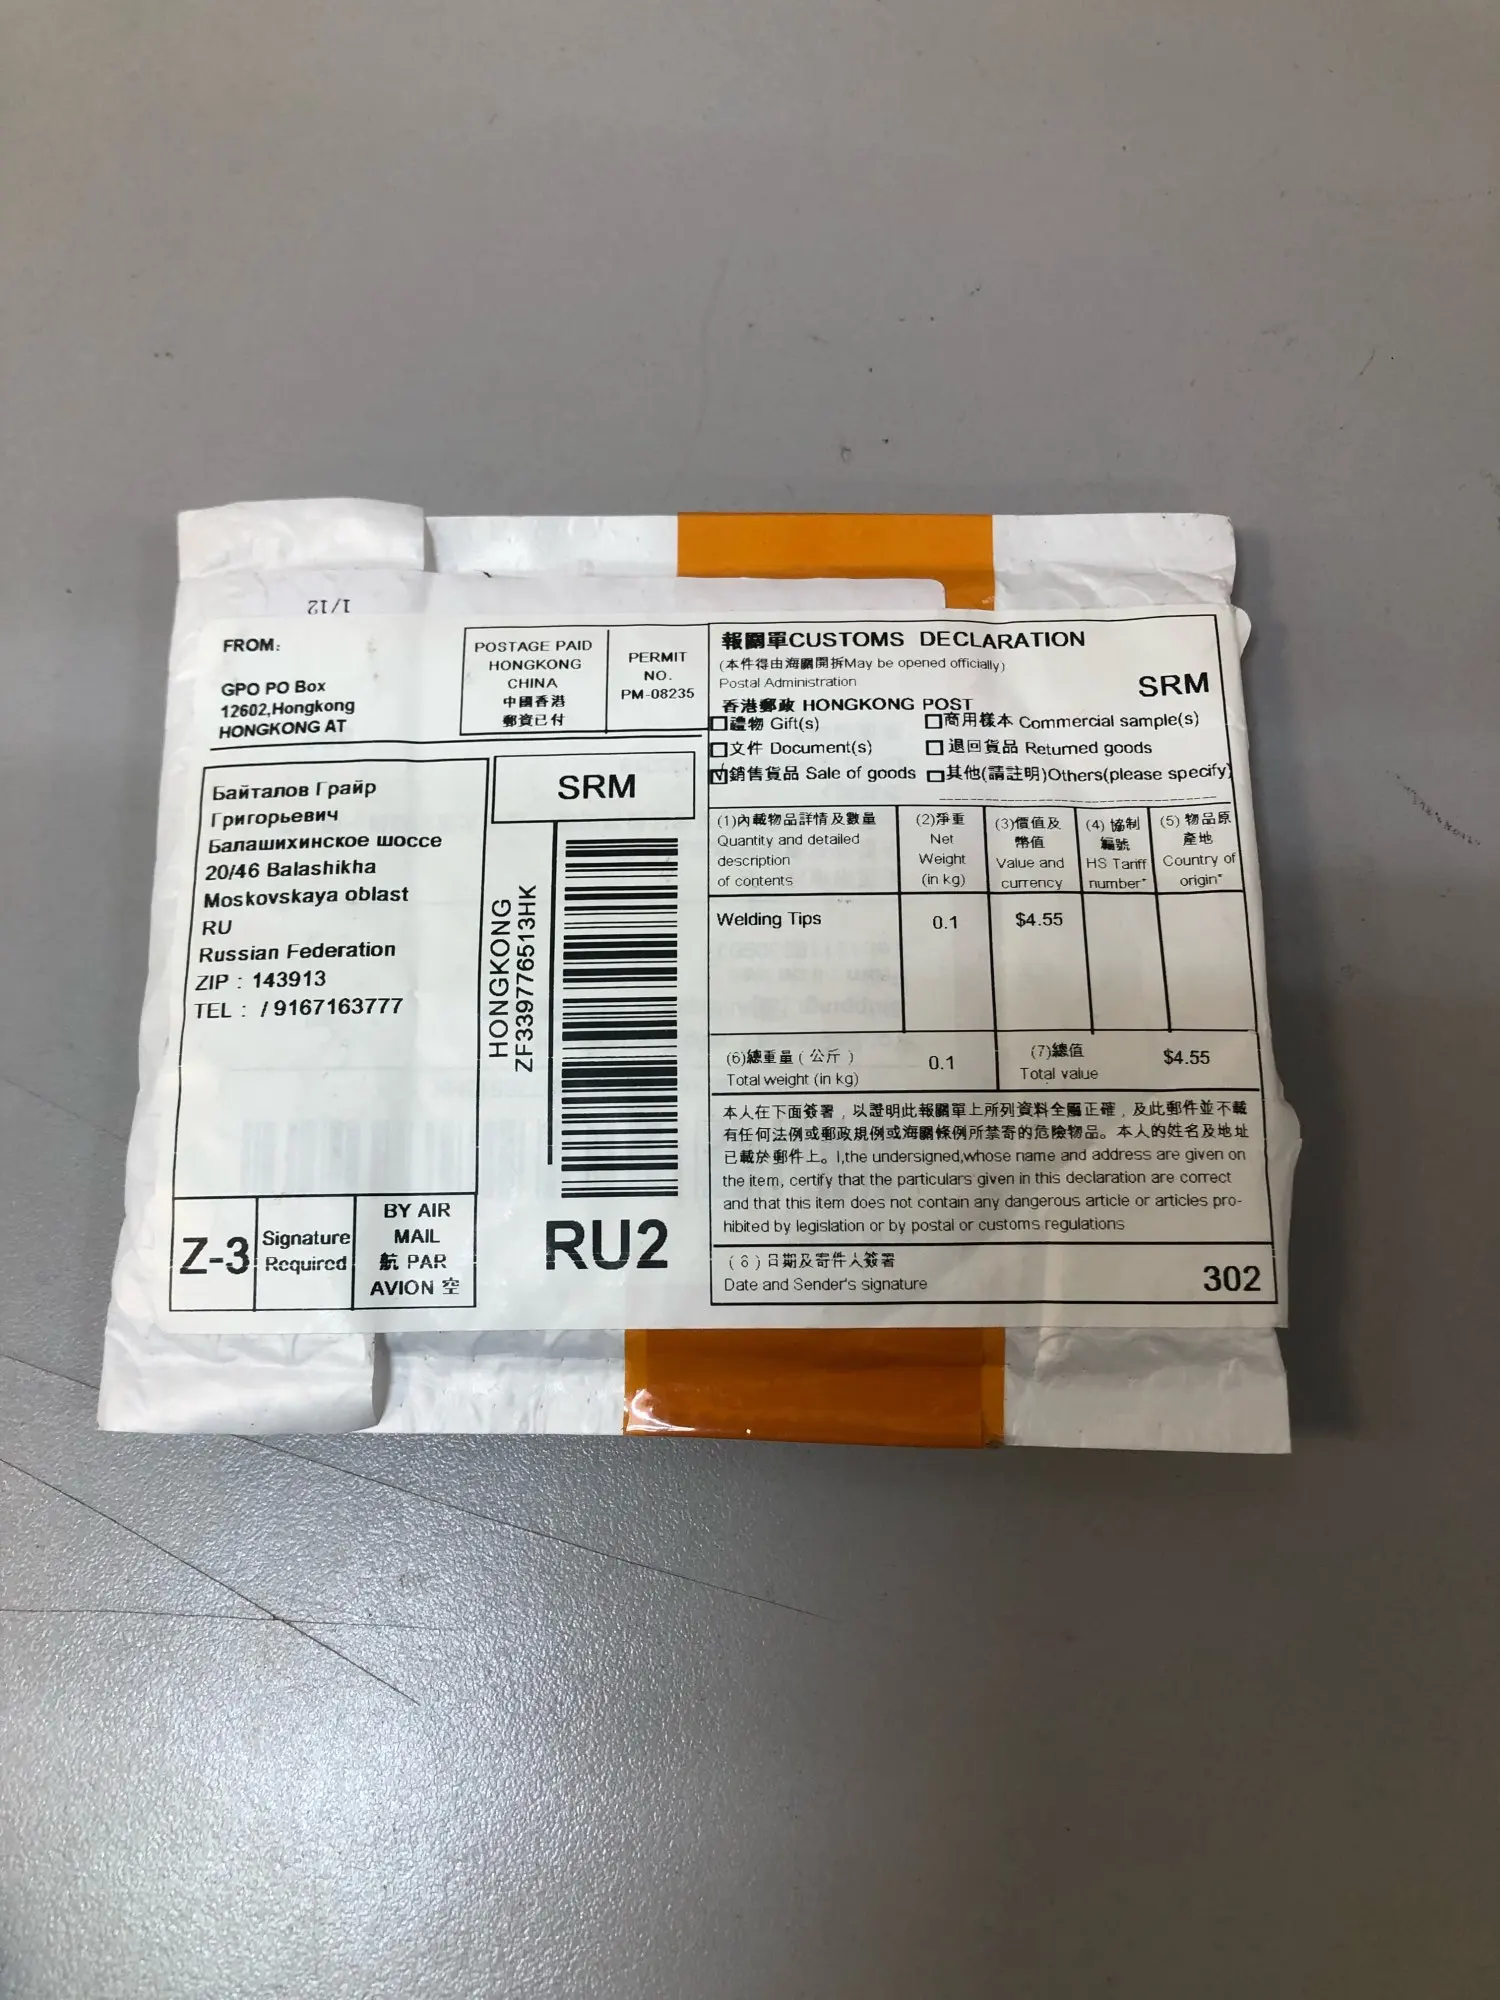 1/12
FROM:
GPO PO Box
12602,Hongkong
HONGKONG AT
POSTAGE PAID
HONGKONG
CHINA
中國香港
郵資已付
PERMIT
NO.
PM-08235
Байталов Грайр
Григорьевич
Балашихинское шоссе
20/46 Balashikha
Moskovskaya oblast
RU
Russian Federation
ZIP : 143913
TEL : / 9167163777
SRM
HONGKONG
ZF339776513HK
Z-3
Signature
Required
BY AIR
MAIL
航 PAR
AVION 空
RU2
報關單CUSTOMS DECLARATION
(本件得由海關開拆May be opened officially)
Postal Administration
SRM
香港郵政 HONGKONG POST
禮物 Gift(s)
商用樣本 Commercial sample(s)
文件 Document(s)
退回貨品 Returned goods
銷售貨品 Sale of goods
其他(請註明)Others(please specify)
(1)內載物品詳情及數量
Quantity and detailed
description
of contents
(2)淨重
Net
Weight
(in kg)
(3)價值及
幣值
Value and
currency
(4) 協制
編號
HS Tariff
number*
(5) 物品原
產地
Country of
origin*
Welding Tips
0.1
$4.55
(6)總重量 ( 公斤 )
Total weight (in kg)
0.1
(7)總值
Total value
$4.55
本人在下面簽署 , 以證明此報關單上所列資料全屬正確 , 及此郵件並不載
有任何法例或郵政規例或海關條例所禁寄的危險物品。本人的姓名及地址
已載於郵件上。I,the undersigned,whose name and address are given on
the item, certify that the particulars given in this declaration are correct
and that this item does not contain any dangerous article or articles pro-
hibited by legislation or by postal or customs regulations
( 8 ) 日期及寄件人簽署
Date and Sender's signature
302